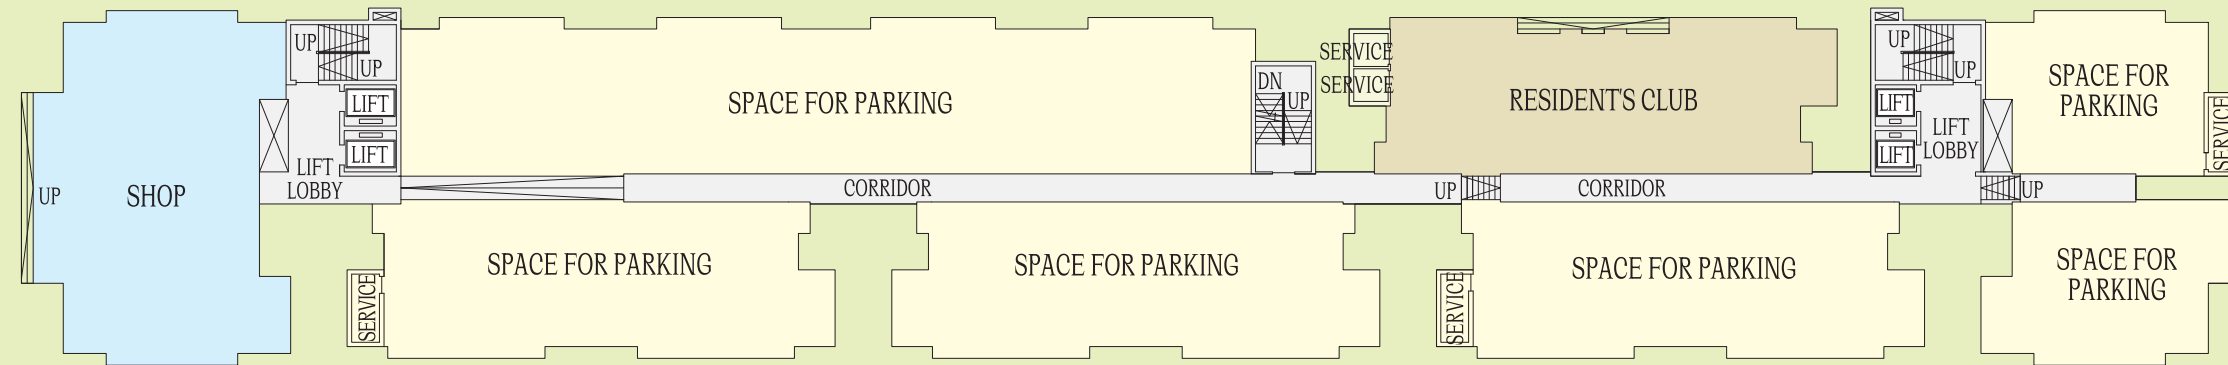 UP
UP
LIFT
LIFT
LIFT
LOBBY
UP
SHOP
SPACE FOR PARKING
CORRIDOR
SPACE FOR PARKING
SERVICE
DN
UP
SERVICE
SERVICE
RESIDENT'S CLUB
SPACE FOR PARKING
UP
CORRIDOR
SERVICE
SPACE FOR PARKING
UP
UP
LIFT
LIFT
LIFT
LOBBY
UP
SPACE FOR
PARKING
SERVICE
SPACE FOR
PARKING